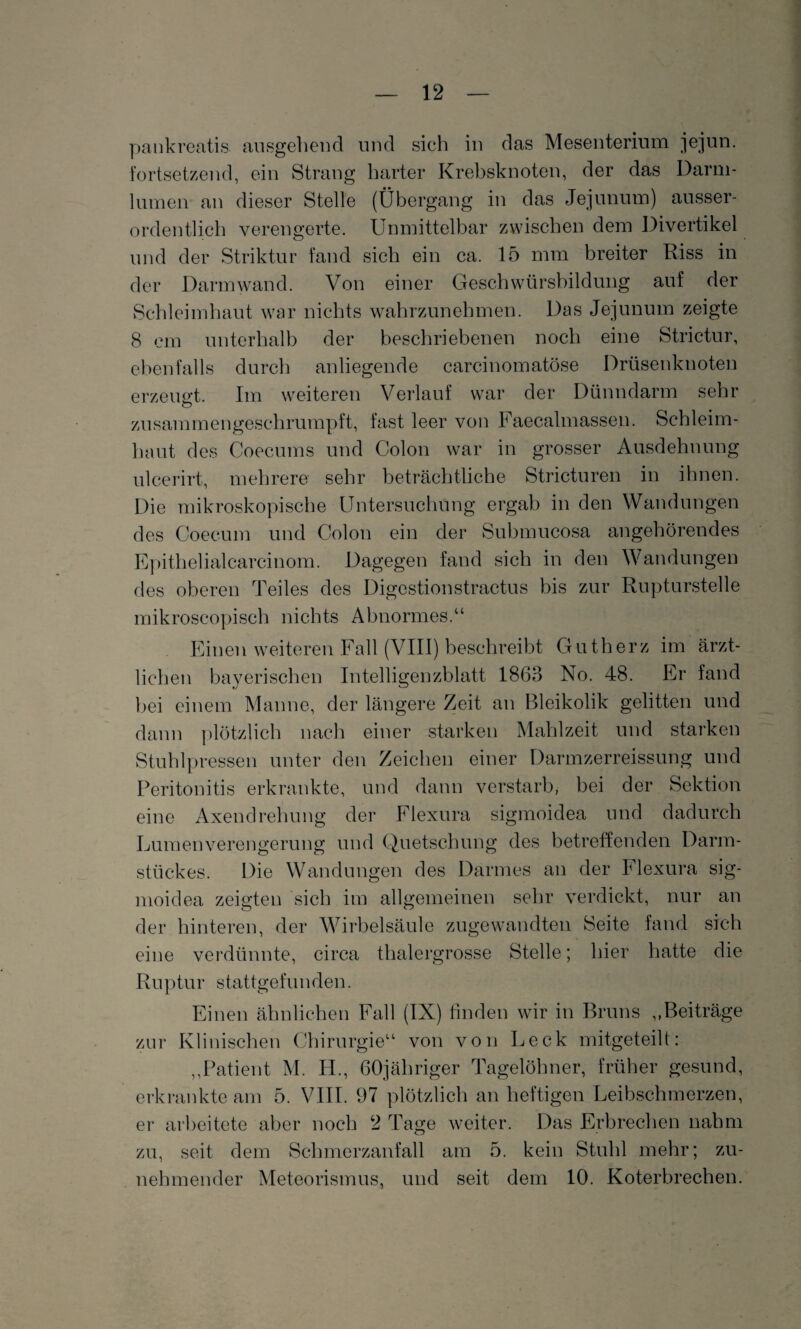 — 12 —
pankreatis ausgehend und sich in das Mesenterium jejun.
fortsetzend, ein Strang harter Krebsknoten, der das Darm-
lumen an dieser Stelle (Übergang in das Jejunum) ausser-
ordentlich verengerte. Unmittelbar zwischen dem Divertikel
und der Striktur fand sich ein ca. 15 mm breiter Riss in
der Darmwand. Von einer Geschwürsbildung auf der
Schleimhaut war nichts wahrzunehmen. Das Jejunum zeigte
8 cm unterhalb der beschriebenen noch eine Strictur,
ebenfalls durch anliegende carcinomatöse Drüsenknoten
erzeugt. Im weiteren Verlauf war der Dünndarm sehr
zusammengeschrumpft, fast leer von Faecalmassen. Schleim-
haut des Coecums und Colon war in grosser Ausdehnung
ulcerirt, mehrere sehr beträchtliche Stricturen in ihnen.
Die mikroskopische Untersuchung ergab in den Wandungen
des Coecum und Colon ein der Submucosa angehörendes
Epithelialcarcinom. Dagegen fand sich in den Wandungen
des oberen Teiles des Digestionstractus bis zur Rupturstelle
mikroscopisch nichts Abnormes.“
Einen weiteren Fall (VIII) beschreibt Gutherz im ärzt-
lichen bayerischen Intelligenzblatt 1863 No. 48. Er fand
bei einem Manne, der längere Zeit an Bleikolik gelitten und
dann plötzlich nach einer starken Mahlzeit und starken
Stuhlpressen unter den Zeichen einer Darmzerreissung und
Peritonitis erkrankte, und dann verstarb, bei der Sektion
eine Axendrehung der Flexura sigmoidea und dadurch
Lumenverengerung und Quetschung des betreffenden Darm-
stückes. Die Wandungen des Darmes an der Flexura sig-
moidea zeigten sich im allgemeinen sehr verdickt, nur an
der hinteren, der Wirbelsäule zugewandten Seite fand sich
eine verdünnte, circa thalergrosse Stelle; hier hatte die
Ruptur stattgefunden.
Einen ähnlichen Fall (IX) finden wir in Bruns „Beiträge
zur Klinischen Chirurgie“ von von Leck mitgeteilt:
„Patient M. H., 60jähriger Tagelöhner, früher gesund,
erkrankte am 5. VIII. 97 plötzlich an heftigen Leibschmerzen,
er arbeitete aber noch 2 Tage weiter. Das Erbrechen nahm
zu, seit dem Schmerzanfall am 5. kein Stuhl mehr; zu-
nehmender Meteorismus, und seit dem 10. Koterbrechen.